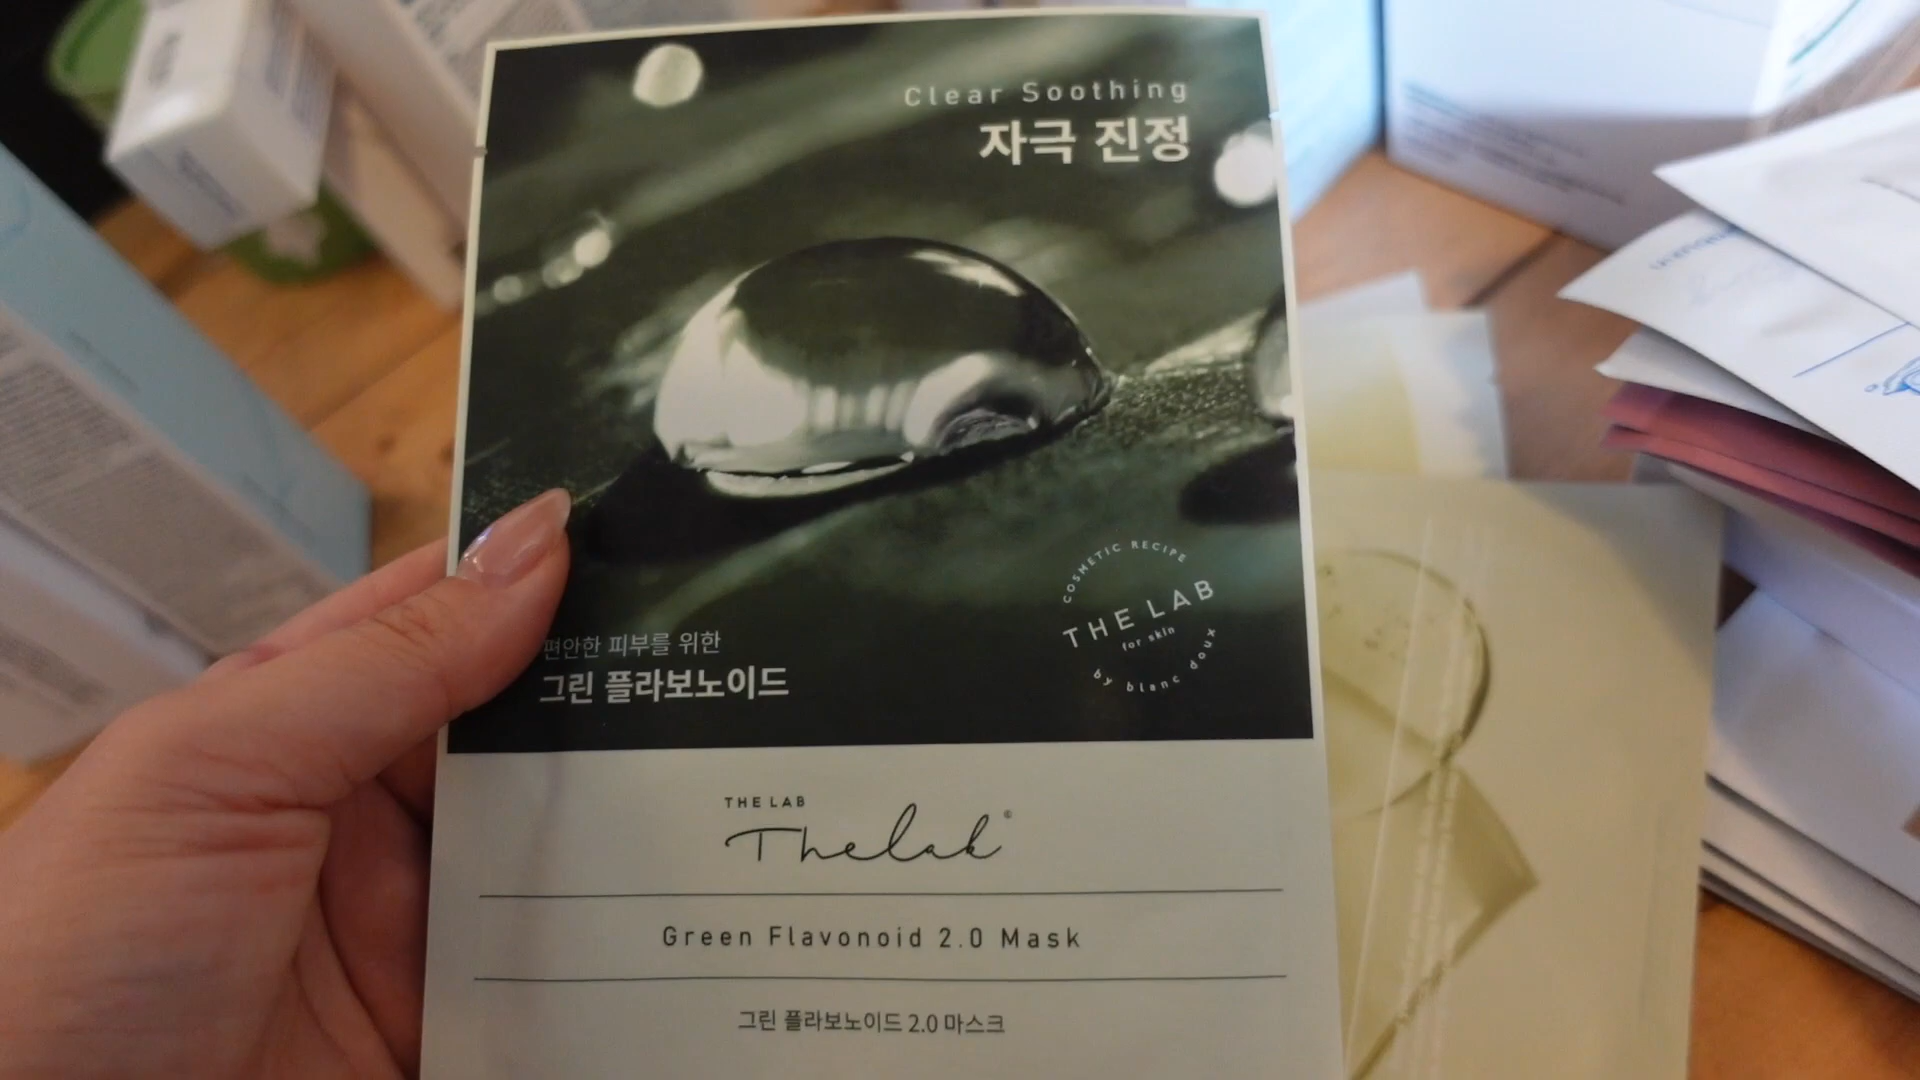 Clear Soothing
자극 진정
COSMETIC RECIPE
THE LAB
for skin
by blanc doux
편안한 피부를 위한
그린 플라보노이드
THE LAB
Thelab©
Green Flavonoid 2.0 Mask
그린 플라보노이드 2.0 마스크